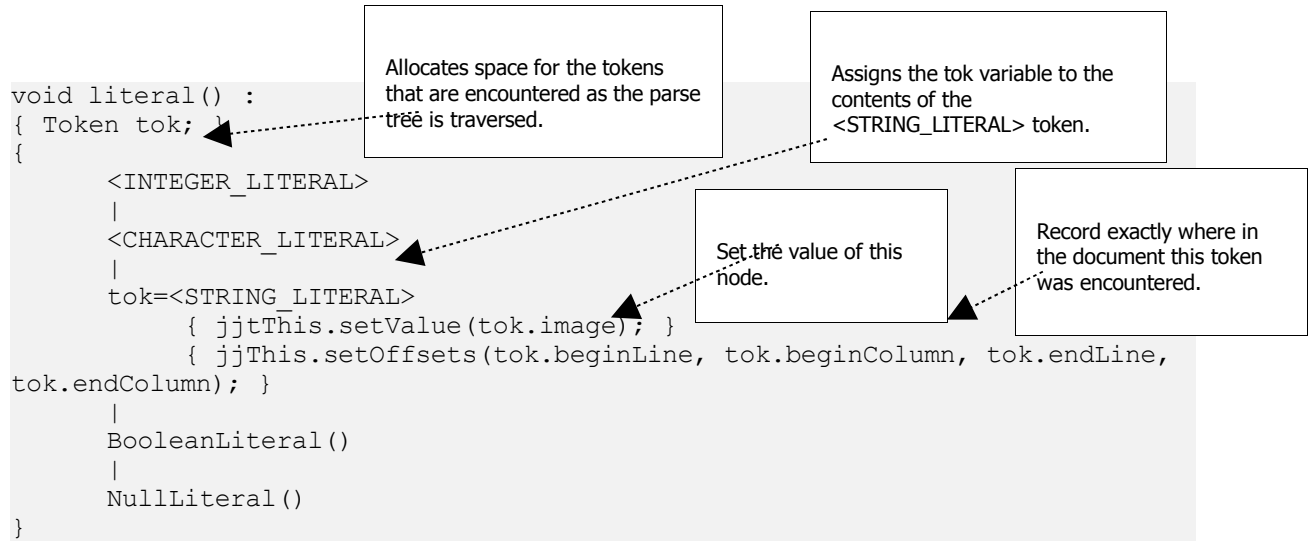 Allocates space for the tokens
that are encountered as the parse
tree is traversed.
Assigns the tok variable to the
contents of the
<STRING_LITERAL> token.
void literal() :
{ Token tok; }
{
<INTEGER_LITERAL>
|
<CHARACTER_LITERAL>
|
tok=<STRING_LITERAL>
Set the value of this
node.
Record exactly where in
the document this token
was encountered.
{ jjtThis.setValue(tok.image); }
{ jjThis.setOffsets(tok.beginLine, tok.beginColumn, tok.endLine,
tok.endColumn); }
|
BooleanLiteral()
|
NullLiteral()
}